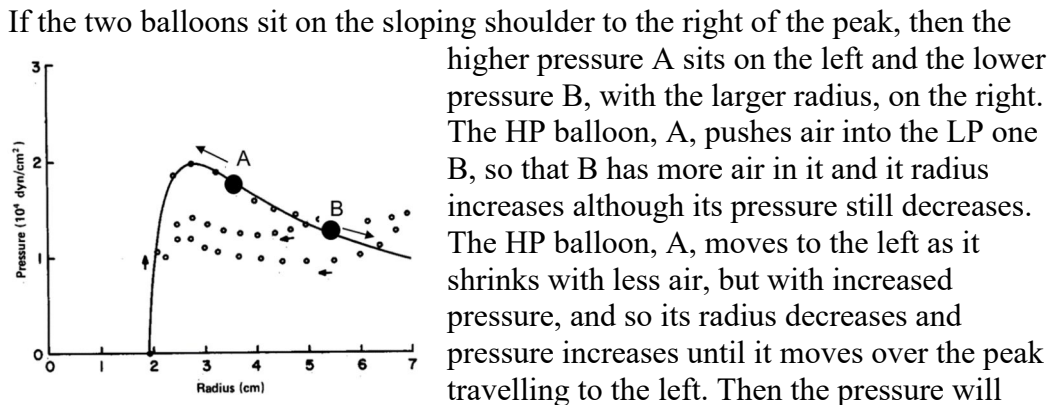 If the two balloons sit on the sloping shoulder to the right of the peak, then the
higher pressure A sits on the left and the lower
pressure B, with the larger radius, on the right.
The HP balloon, A, pushes air into the LP one
B, so that B has more air in it and it radius
increases although its pressure still decreases.
The HP balloon, A, moves to the left as it
shrinks with less air, but with increased
pressure, and so its radius decreases and
pressure increases until it moves over the peak
travelling to the left. Then the pressure will
Pressure (10⁴ dyn/cm²)
3
2
1
0
A
B
0 1 2 3 4 5 6 7
Radius (cm)